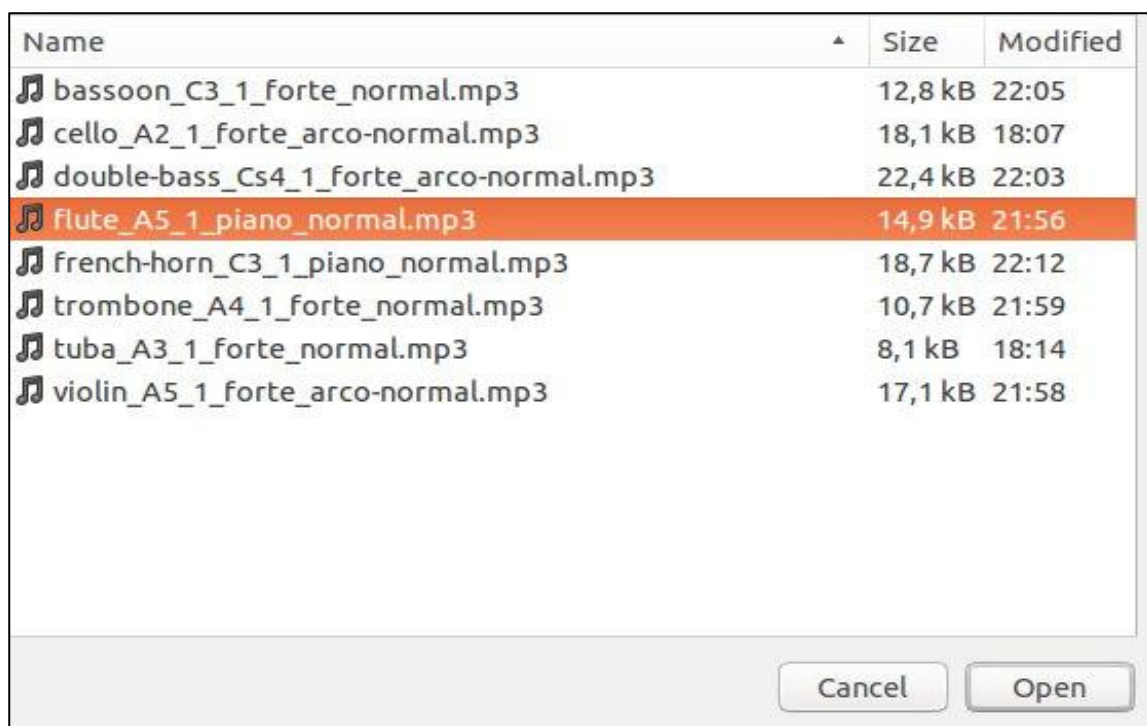 Name Size Modified
bassoon_C3_1_forte_normal.mp3 12,8 kB 22:05
cello_A2_1_forte_arco-normal.mp3 18,1 kB 18:07
double-bass_Cs4_1_forte_arco-normal.mp3 22,4 kB 22:03
flute_A5_1_piano_normal.mp3 14,9 kB 21:56
french-horn_C3_1_piano_normal.mp3 18,7 kB 22:12
trombone_A4_1_forte_normal.mp3 10,7 kB 21:59
tuba_A3_1_forte_normal.mp3 8,1 kB 18:14
violin_A5_1_forte_arco-normal.mp3 17,1 kB 21:58
Cancel Open